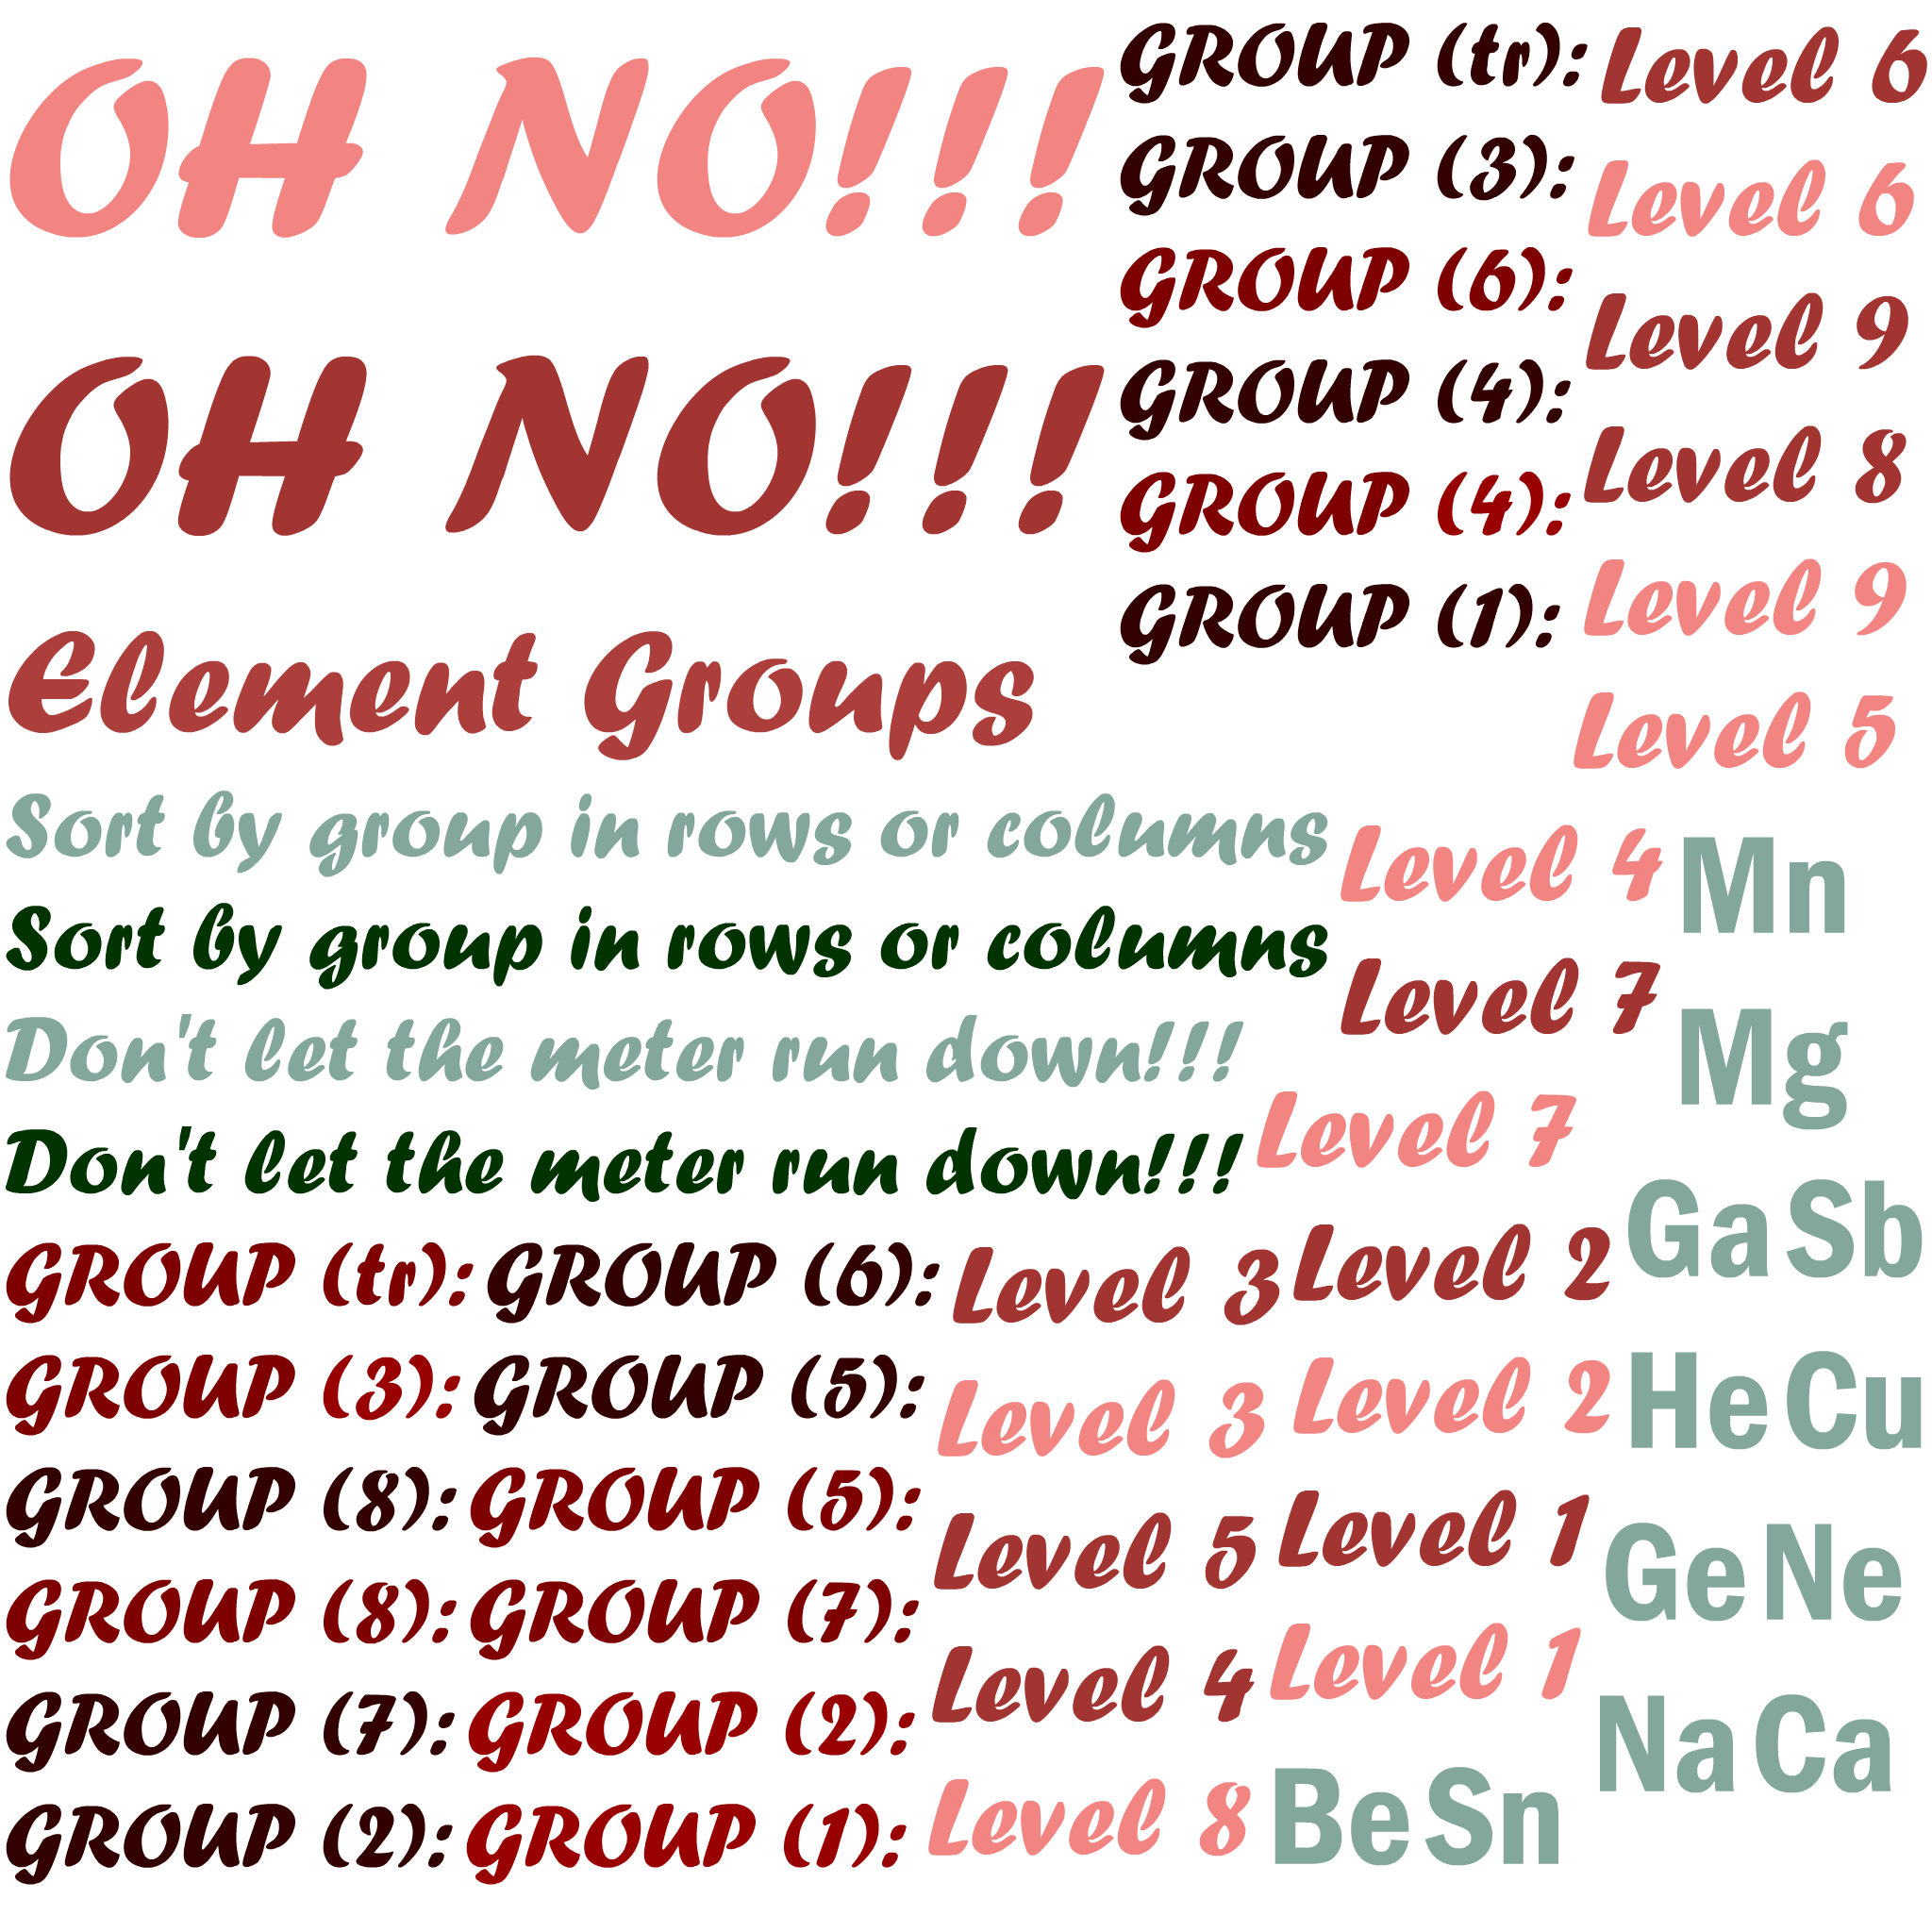 OH NO!!!
OH NO!!!
Element Groups
Sort by group in rows or columns
Sort by group in rows or columns
Don't let the meter run down!!!
Don't let the meter run down!!!
GROUP (tr):
GROUP (3):
GROUP (8):
GROUP (8):
GROUP (7):
GROUP (2):
GROUP (6):
GROUP (5):
GROUP (5):
GROUP (7):
GROUP (2):
GROUP (1):
GROUP (tr):
GROUP (3):
GROUP (6):
GROUP (4):
GROUP (4):
GROUP (1):
Level 6
Level 6
Level 9
Level 8
Level 9
Level 5
Level 4
Level 7
Level 7
Level 3
Level 3
Level 5
Level 4
Level 8
Level 2
Level 2
Level 1
Level 1
Mn
Mg
Ga Sb
He Cu
Ge Ne
Na Ca
Be Sn